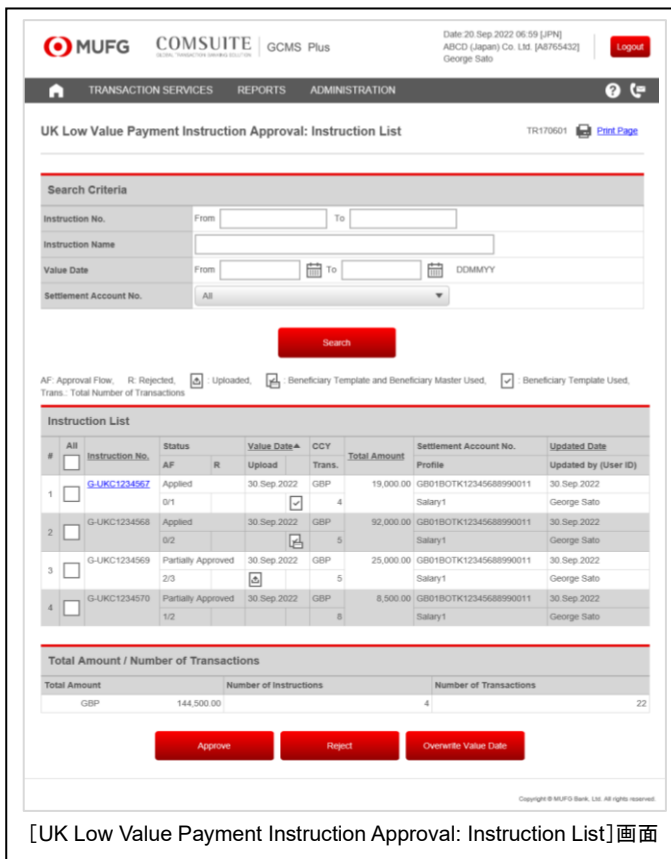 MUFG COMSUITE GCMS Plus
Date:20.Sep.2022 06:59 [JPN]
ABCD (Japan) Co. Ltd. [A8765432]
George Sato
Logout
TRANSACTION SERVICES REPORTS ADMINISTRATION
UK Low Value Payment Instruction Approval: Instruction List
TR170601 Print Page
Search Criteria
Instruction No. From To
Instruction Name
Value Date From To DDMMYY
Settlement Account No. All
Search
AF: Approval Flow, R: Rejected, : Uploaded, : Beneficiary Template and Beneficiary Master Used, : Beneficiary Template Used,
Trans.: Total Number of Transactions
Instruction List
# All Instruction No. Status Value Date▲ CCY Total Amount Settlement Account No. Updated Date
AF R Upload Trans. Profile Updated by (User ID)
1 G-UKC1234567 Applied 30.Sep.2022 GBP 19,000.00 GB01BOTK12345688990011 30.Sep.2022
0/1 4 Salary1 George Sato
2 G-UKC1234568 Applied 30.Sep.2022 GBP 92,000.00 GB01BOTK12345688990011 30.Sep.2022
0/2 5 Salary1 George Sato
3 G-UKC1234569 Partially Approved 30.Sep.2022 GBP 25,000.00 GB01BOTK12345688990011 30.Sep.2022
2/3 5 Salary1 George Sato
4 G-UKC1234570 Partially Approved 30.Sep.2022 GBP 8,500.00 GB01BOTK12345688990011 30.Sep.2022
1/2 8 Salary1 George Sato
Total Amount / Number of Transactions
Total Amount Number of Instructions Number of Transactions
GBP 144,500.00 4 22
Approve Reject Overwrite Value Date
Copyright © MUFG Bank, Ltd. All rights reserved.
［UK Low Value Payment Instruction Approval: Instruction List］画面